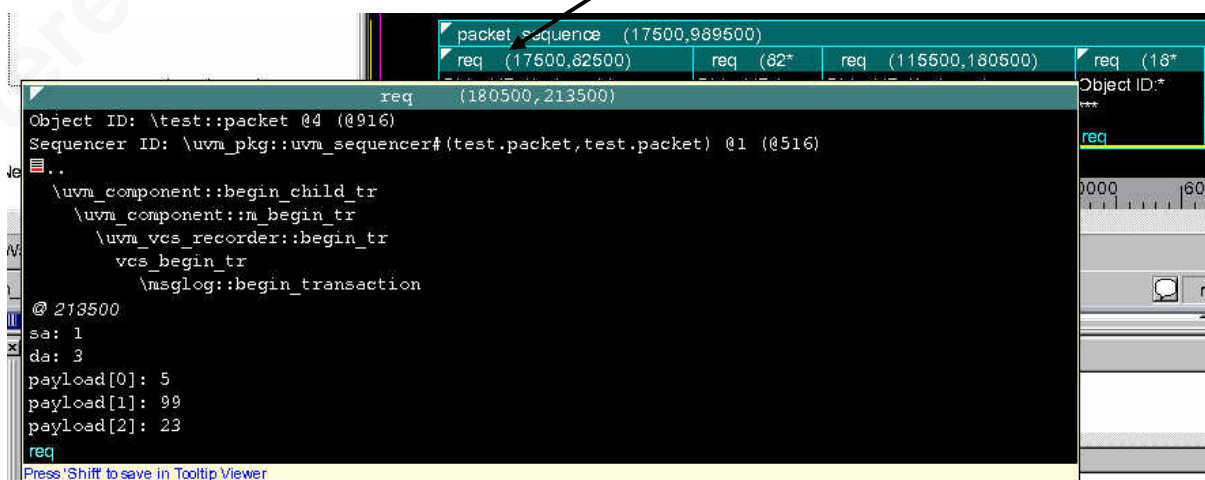 packet_sequence (17500,989500)
req (17500,82500) req (82* req (115500,180500) req (18*
Object ID:*
***
req
req (180500,213500)
Object ID: \test::packet @4 (@916)
Sequencer ID: \uvm_pkg::uvm_sequencer#(test.packet,test.packet) @1 (@516)
..
\uvm_component::begin_child_tr
\uvm_component::m_begin_tr
\uvm_vcs_recorder::begin_tr
vcs_begin_tr
\msglog::begin_transaction
@ 213500
sa: 1
da: 3
payload[0]: 5
payload[1]: 99
payload[2]: 23
req
Press 'Shift' to save in Tooltip Viewer